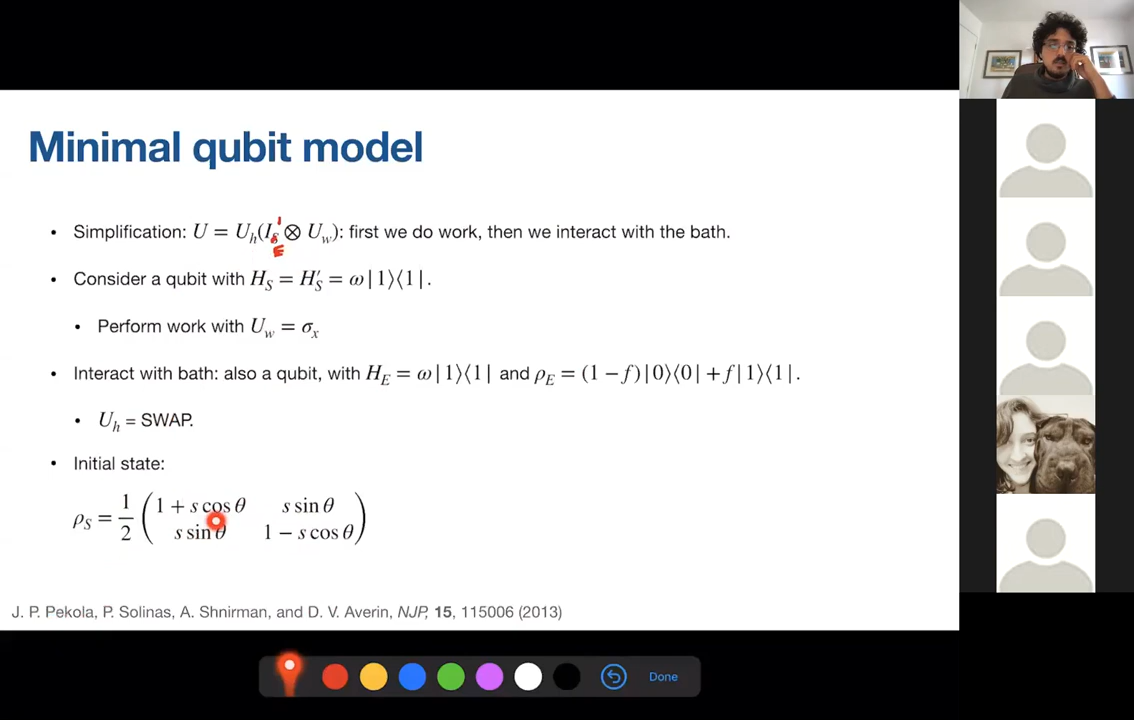 Minimal qubit model
• Simplification: U = U_h(I_S ⊗ U_w): first we do work, then we interact with the bath.
• Consider a qubit with H_S = H′_S = ω|1⟩⟨1|.
• Perform work with U_w = σ_x
• Interact with bath: also a qubit, with H_E = ω|1⟩⟨1| and ρ_E = (1 − f)|0⟩⟨0| + f|1⟩⟨1|.
• U_h = SWAP.
• Initial state:
ρ_S = 1/2 ( 1 + s cos θ s sin θ
s sin θ 1 − s cos θ )
J. P. Pekola, P. Solinas, A. Shnirman, and D. V. Averin, NJP, 15, 115006 (2013)
Done